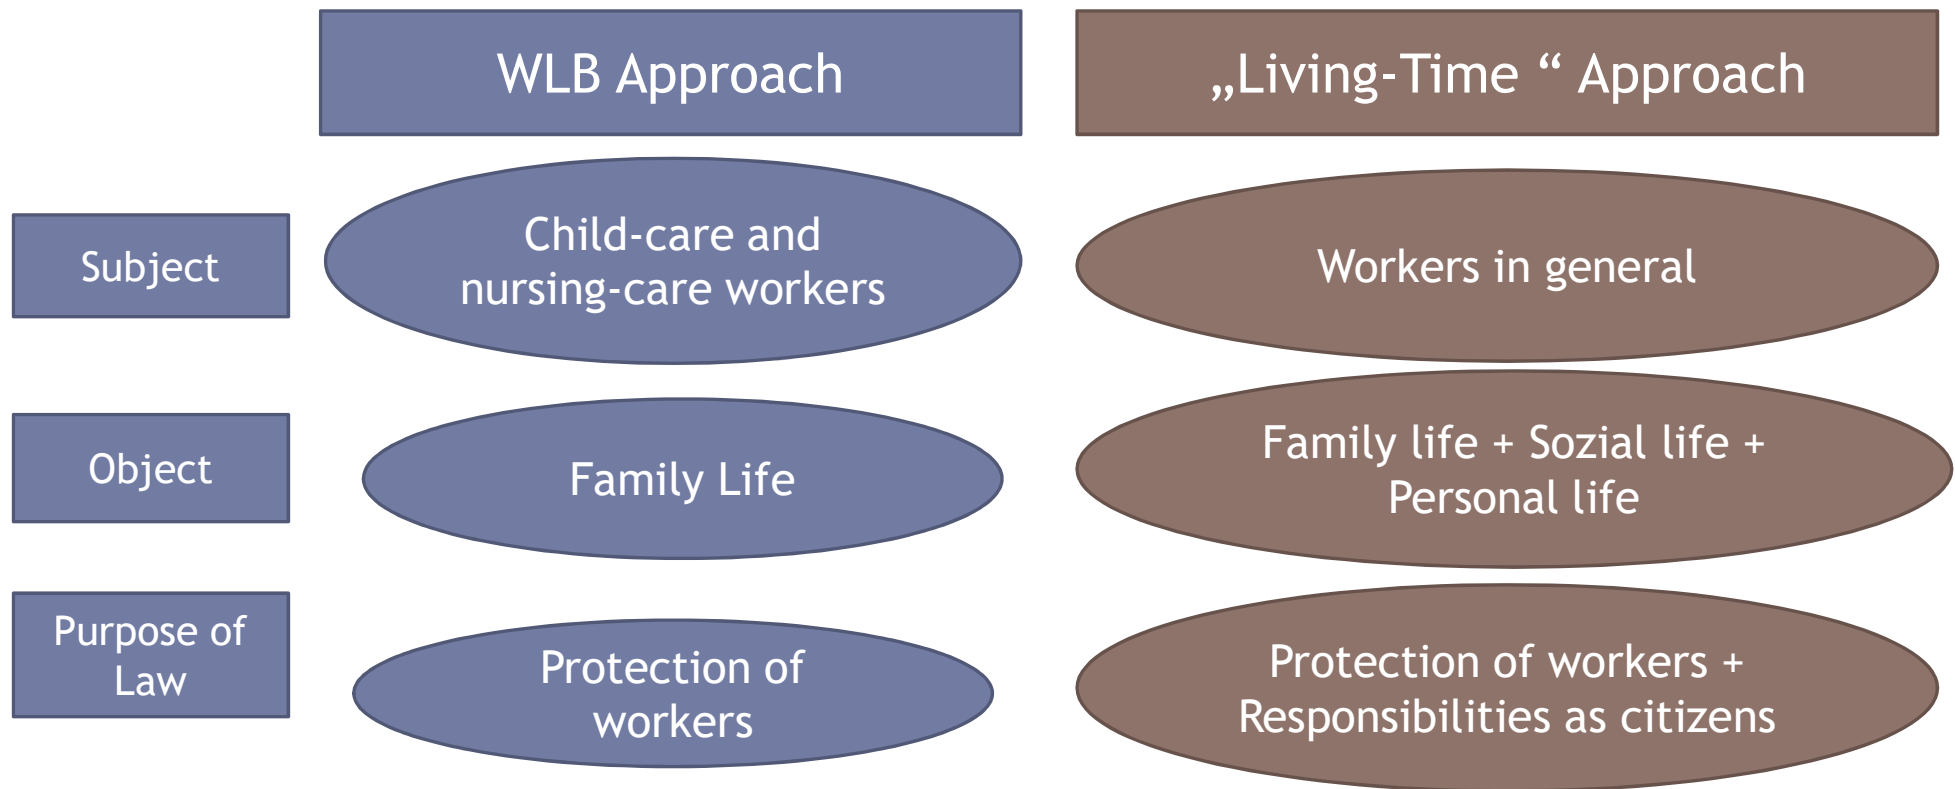 WLB Approach
„Living-Time “ Approach
Subject
Child-care and
nursing-care workers
Workers in general
Object
Family Life
Family life + Sozial life +
Personal life
Purpose of
Law
Protection of
workers
Protection of workers +
Responsibilities as citizens